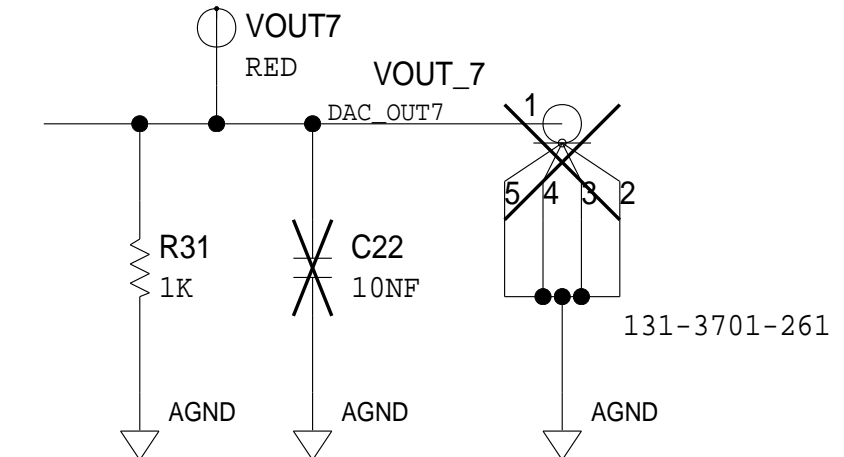 VOUT7
RED
VOUT_7
DAC_OUT7
1
5 4 3 2
R31
1K
C22
10NF
131-3701-261
AGND AGND AGND